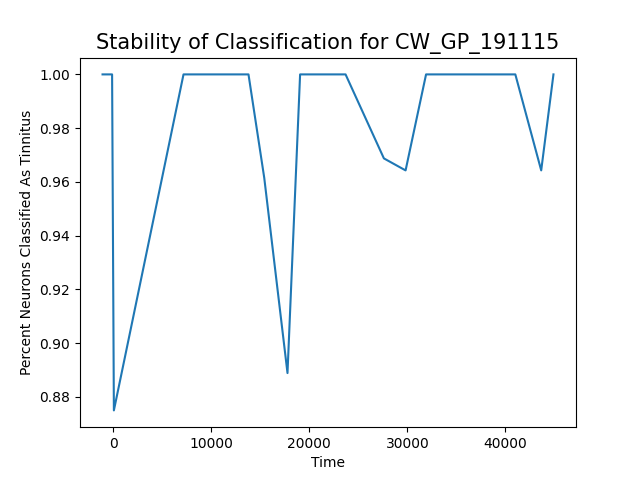 Stability of Classification for CW_GP_191115
1.00
0.98
0.96
0.94
0.92
0.90
0.88
Percent Neurons Classified As Tinnitus
0 10000 20000 30000 40000
Time